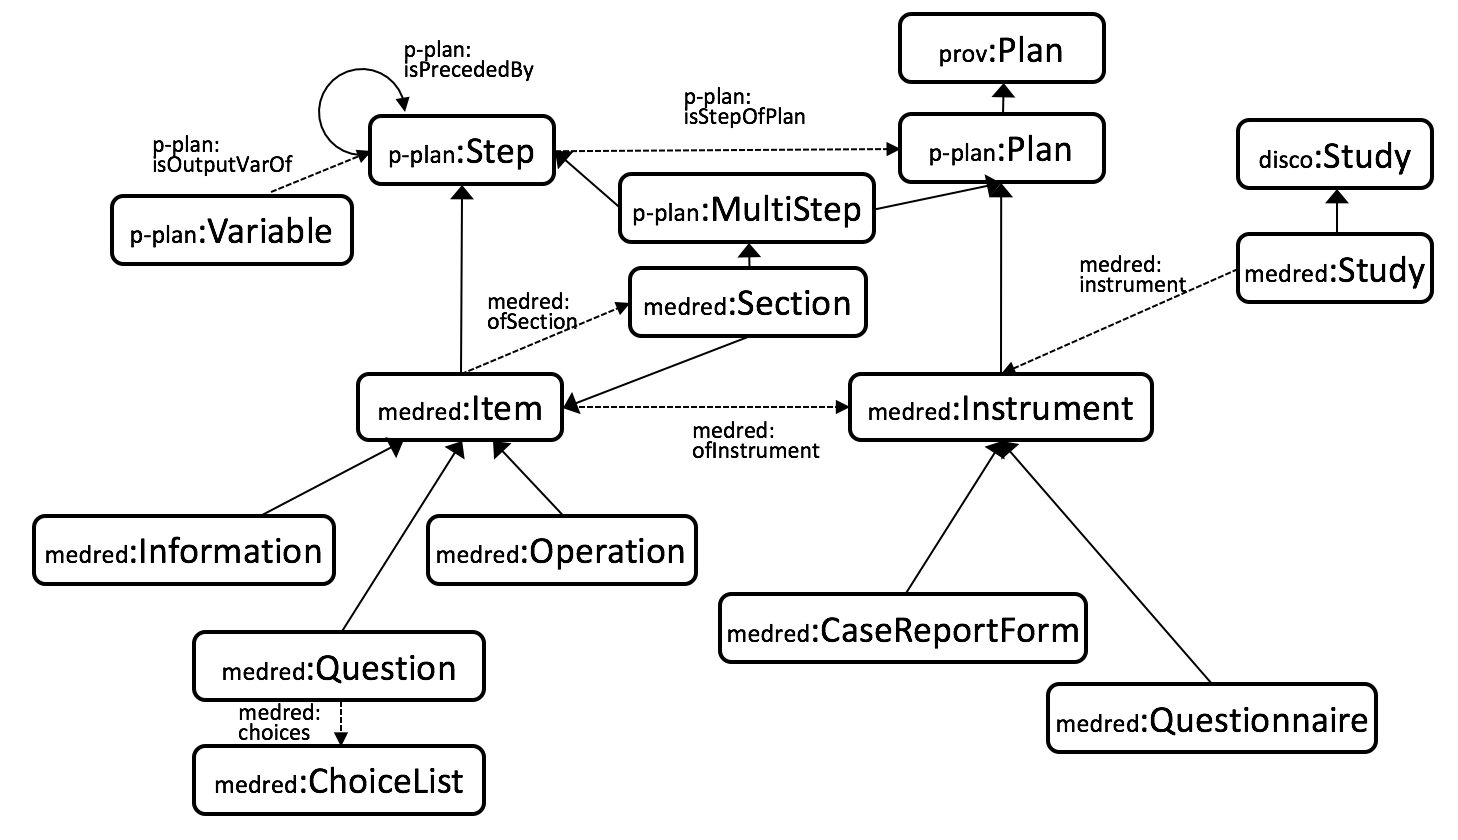 p-plan:
isPrecededBy
prov:Plan
p-plan:
isStepOfPlan
p-plan:
isOutputVarOf
p-plan:Step
p-plan:Plan
disco:Study
p-plan:MultiStep
p-plan:Variable
medred:Study
medred:
instrument
medred:
ofSection
medred:Section
medred:Item
medred:Instrument
medred:
ofInstrument
medred:Information
medred:Operation
medred:CaseReportForm
medred:Question
medred:
choices
medred:Questionnaire
medred:ChoiceList